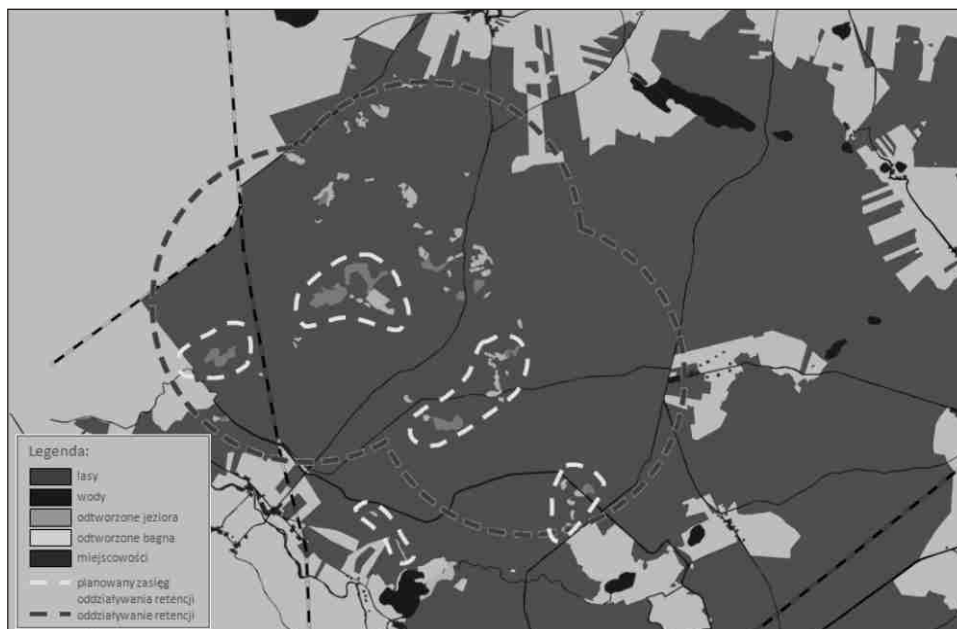 Legenda:
lasy
wody
odtworzone jeziora
odtworzone bagna
miejscowości
planowany zasięg
oddziaływania retencji
oddziaływanie retencji